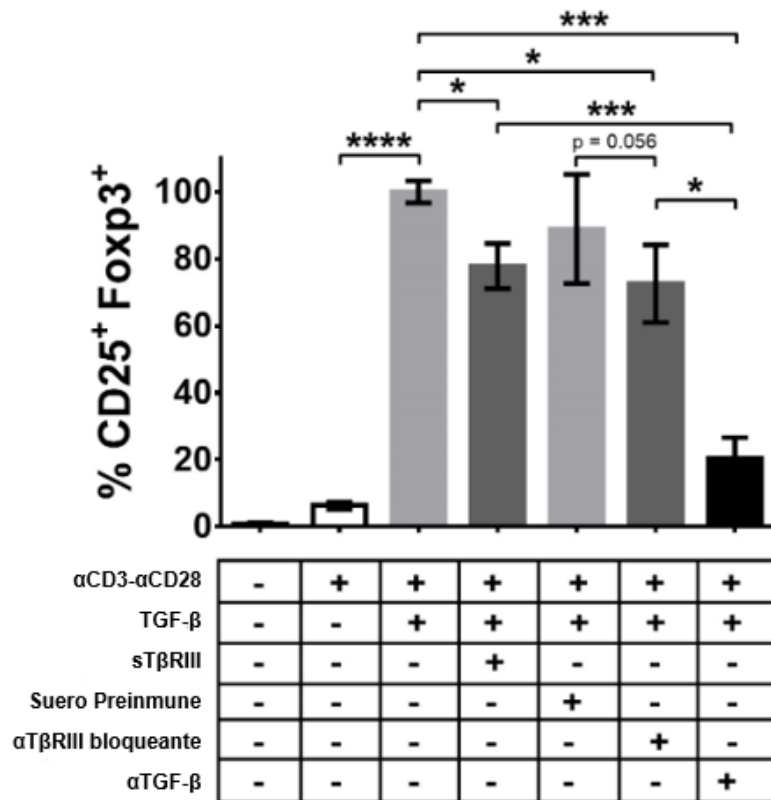 ***
*
*
***
****
p = 0.056
*
% CD25⁺ Foxp3⁺
100
80
60
40
20
0
αCD3-αCD28 - + + + + + +
TGF-β - - + + + + +
sTβRIII - - - + - - -
Suero Preinmune - - - - + - -
αTβRIII bloqueante - - - - - + -
αTGF-β - - - - - - +